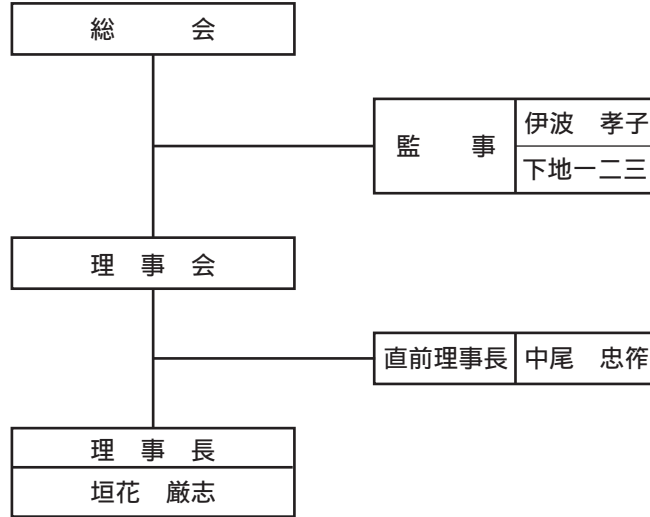 総　会
監　事
伊波　孝子
下地一二三
理　事　会
直前理事長
中尾　忠筰
理　事　長
垣花　厳志